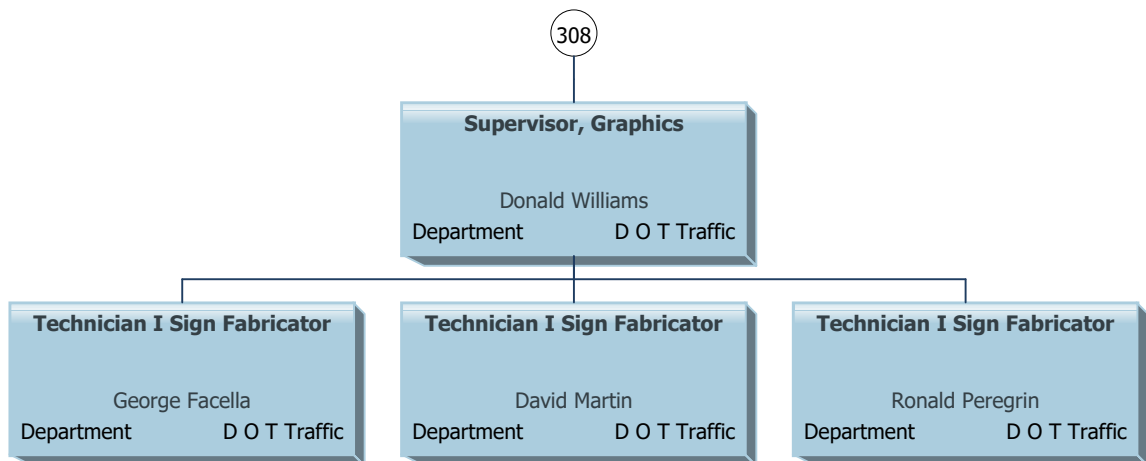 308
Supervisor, Graphics
Donald Williams
Department D O T Traffic
Technician I Sign Fabricator
George Facella
Department D O T Traffic
Technician I Sign Fabricator
David Martin
Department D O T Traffic
Technician I Sign Fabricator
Ronald Peregrin
Department D O T Traffic